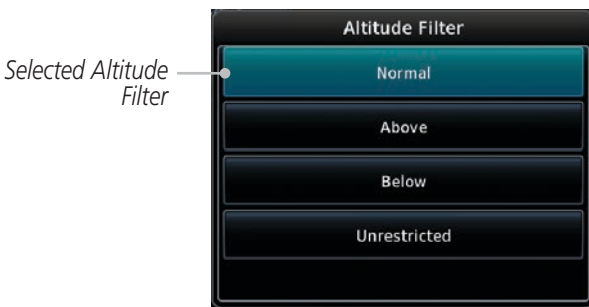 Altitude Filter
Selected Altitude
Filter
Normal
Above
Below
Unrestricted